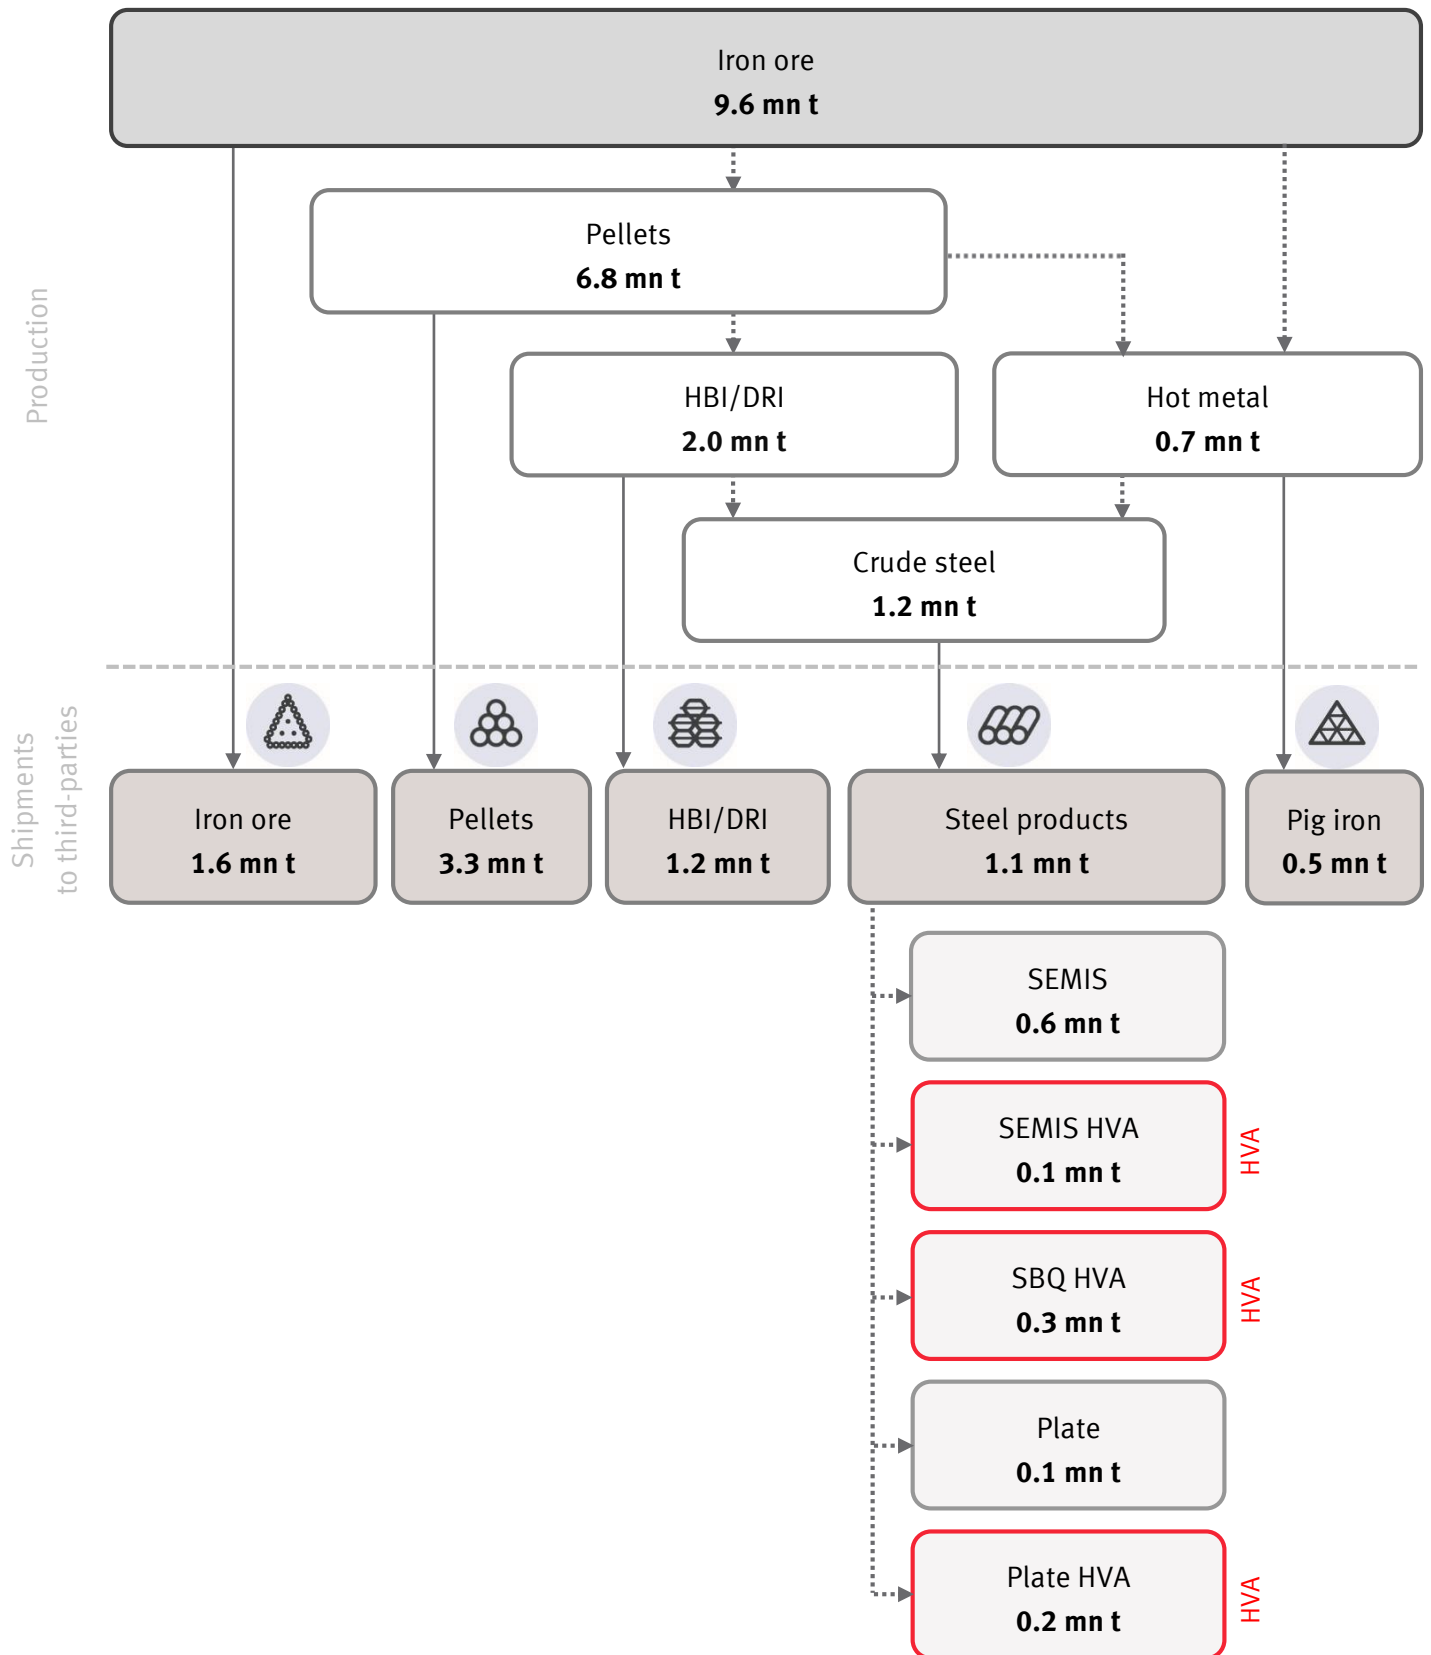 Iron ore
9.6 mn t
Production
Pellets
6.8 mn t
HBI/DRI
2.0 mn t
Hot metal
0.7 mn t
Crude steel
1.2 mn t
Shipments
to third-parties
Iron ore
1.6 mn t
Pellets
3.3 mn t
HBI/DRI
1.2 mn t
Steel products
1.1 mn t
Pig iron
0.5 mn t
SEMIS
0.6 mn t
SEMIS HVA
0.1 mn t
HVA
SBQ HVA
0.3 mn t
HVA
Plate
0.1 mn t
Plate HVA
0.2 mn t
HVA